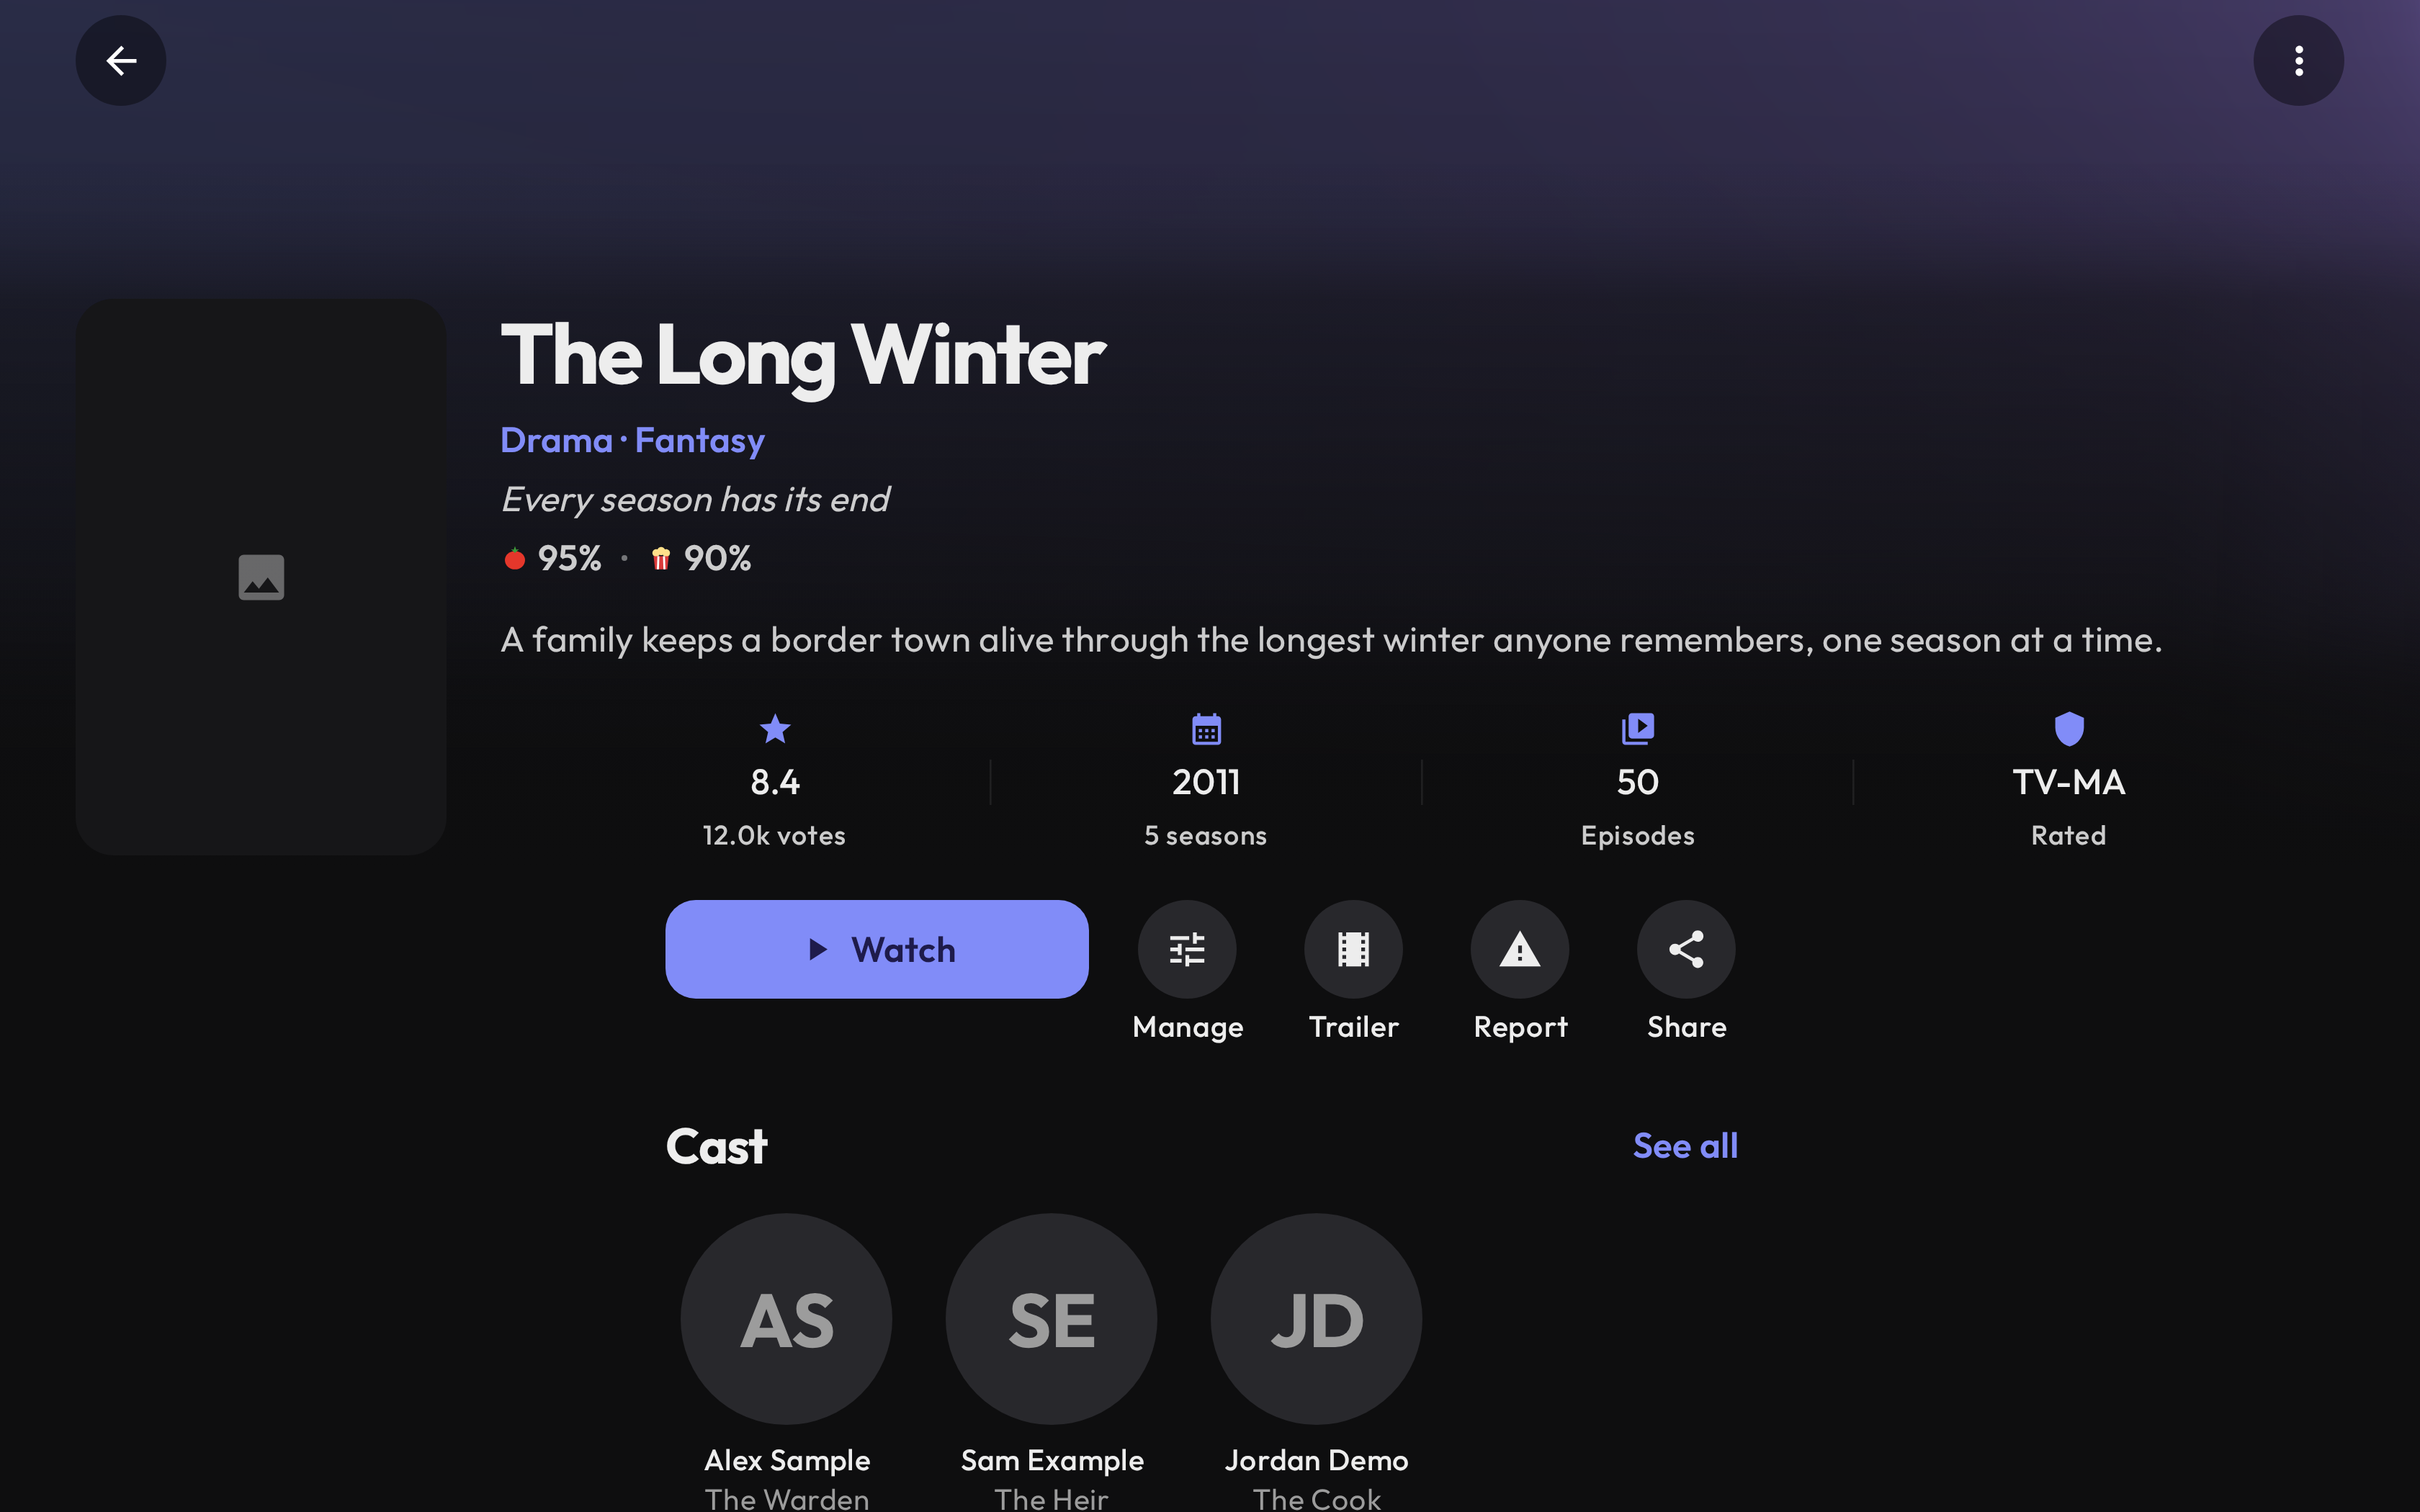 The Long Winter
Drama · Fantasy
Every season has its end
95% · 90%
A family keeps a border town alive through the longest winter anyone remembers, one season at a time.
8.4 2011 50 TV-MA
12.0k votes 5 seasons Episodes Rated
Watch
Manage Trailer Report Share
Cast See all
AS SE JD
Alex Sample Sam Example Jordan Demo
The Warden The Heir The Cook